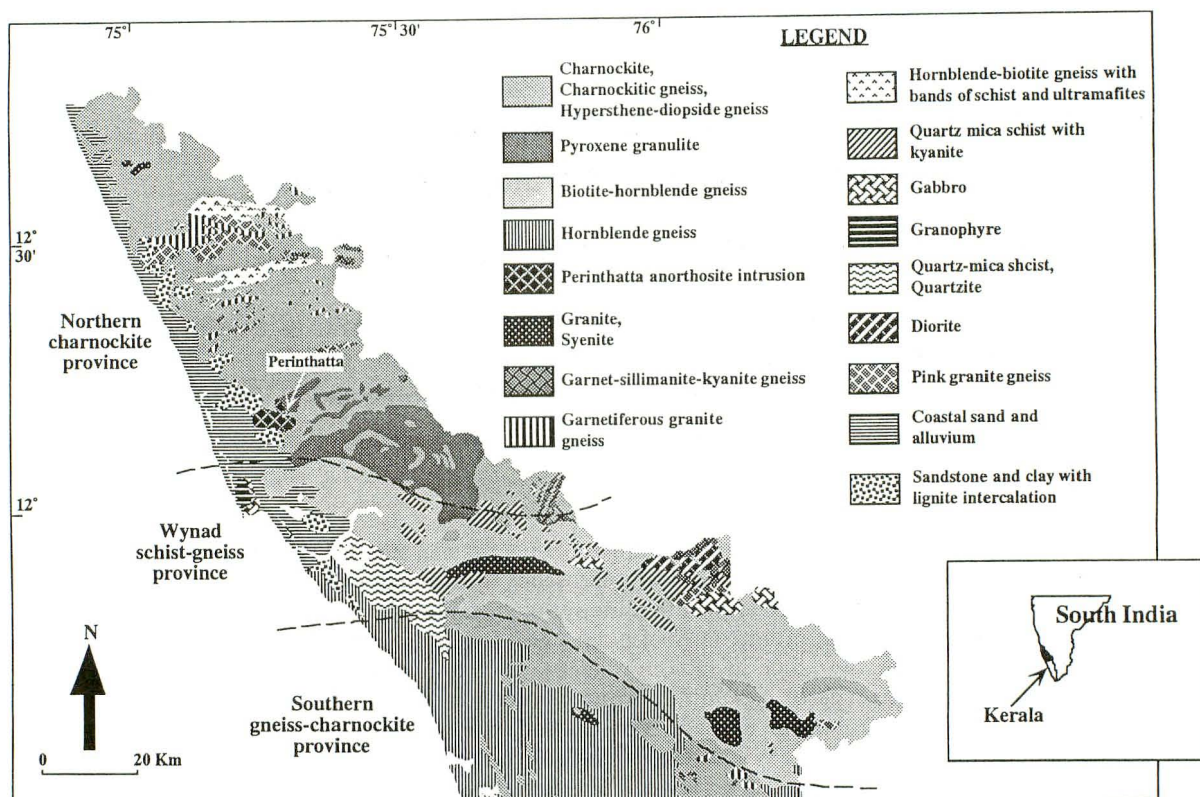 75°
75° 30'
76°
12°
30'
12°
Northern
charnockite
province
Perinthatta
Wynad
schist-gneiss
province
Southern
gneiss-charnockite
province
N
0
20 Km
LEGEND
Charnockite,
Charnockitic gneiss,
Hypersthene-diopside gneiss
Pyroxene granulite
Biotite-hornblende gneiss
Hornblende gneiss
Perinthatta anorthosite intrusion
Granite,
Syenite
Garnet-sillimanite-kyanite gneiss
Garnetiferous granite
gneiss
Hornblende-biotite gneiss with
bands of schist and ultramafites
Quartz mica schist with
kyanite
Gabbro
Granophyre
Quartz-mica shcist,
Quartzite
Diorite
Pink granite gneiss
Coastal sand and
alluvium
Sandstone and clay with
lignite intercalation
South India
Kerala